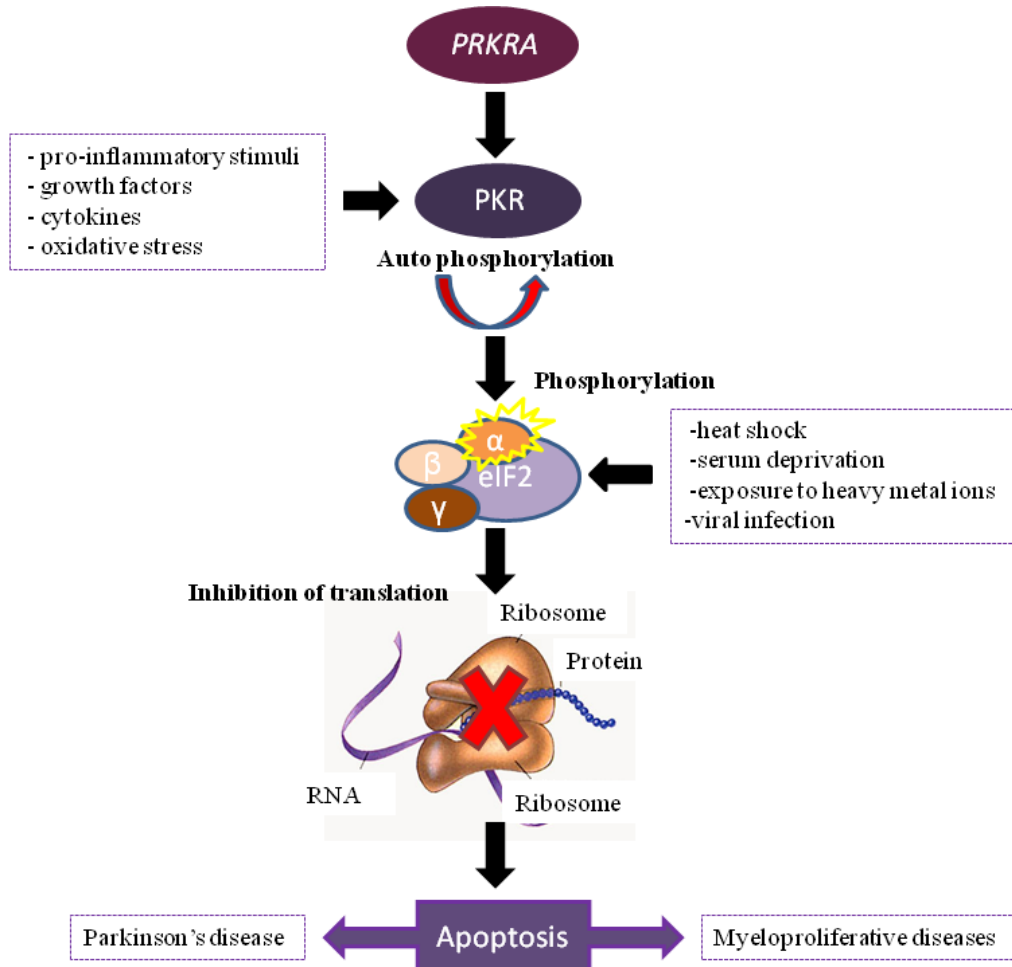 PRKRA
- pro-inflammatory stimuli
- growth factors
- cytokines
- oxidative stress
PKR
Auto phosphorylation
Phosphorylation
α
β
eIF2
γ
-heat shock
-serum deprivation
-exposure to heavy metal ions
-viral infection
Inhibition of translation
Ribosome
Protein
RNA
Ribosome
Parkinson’s disease
Apoptosis
Myeloproliferative diseases